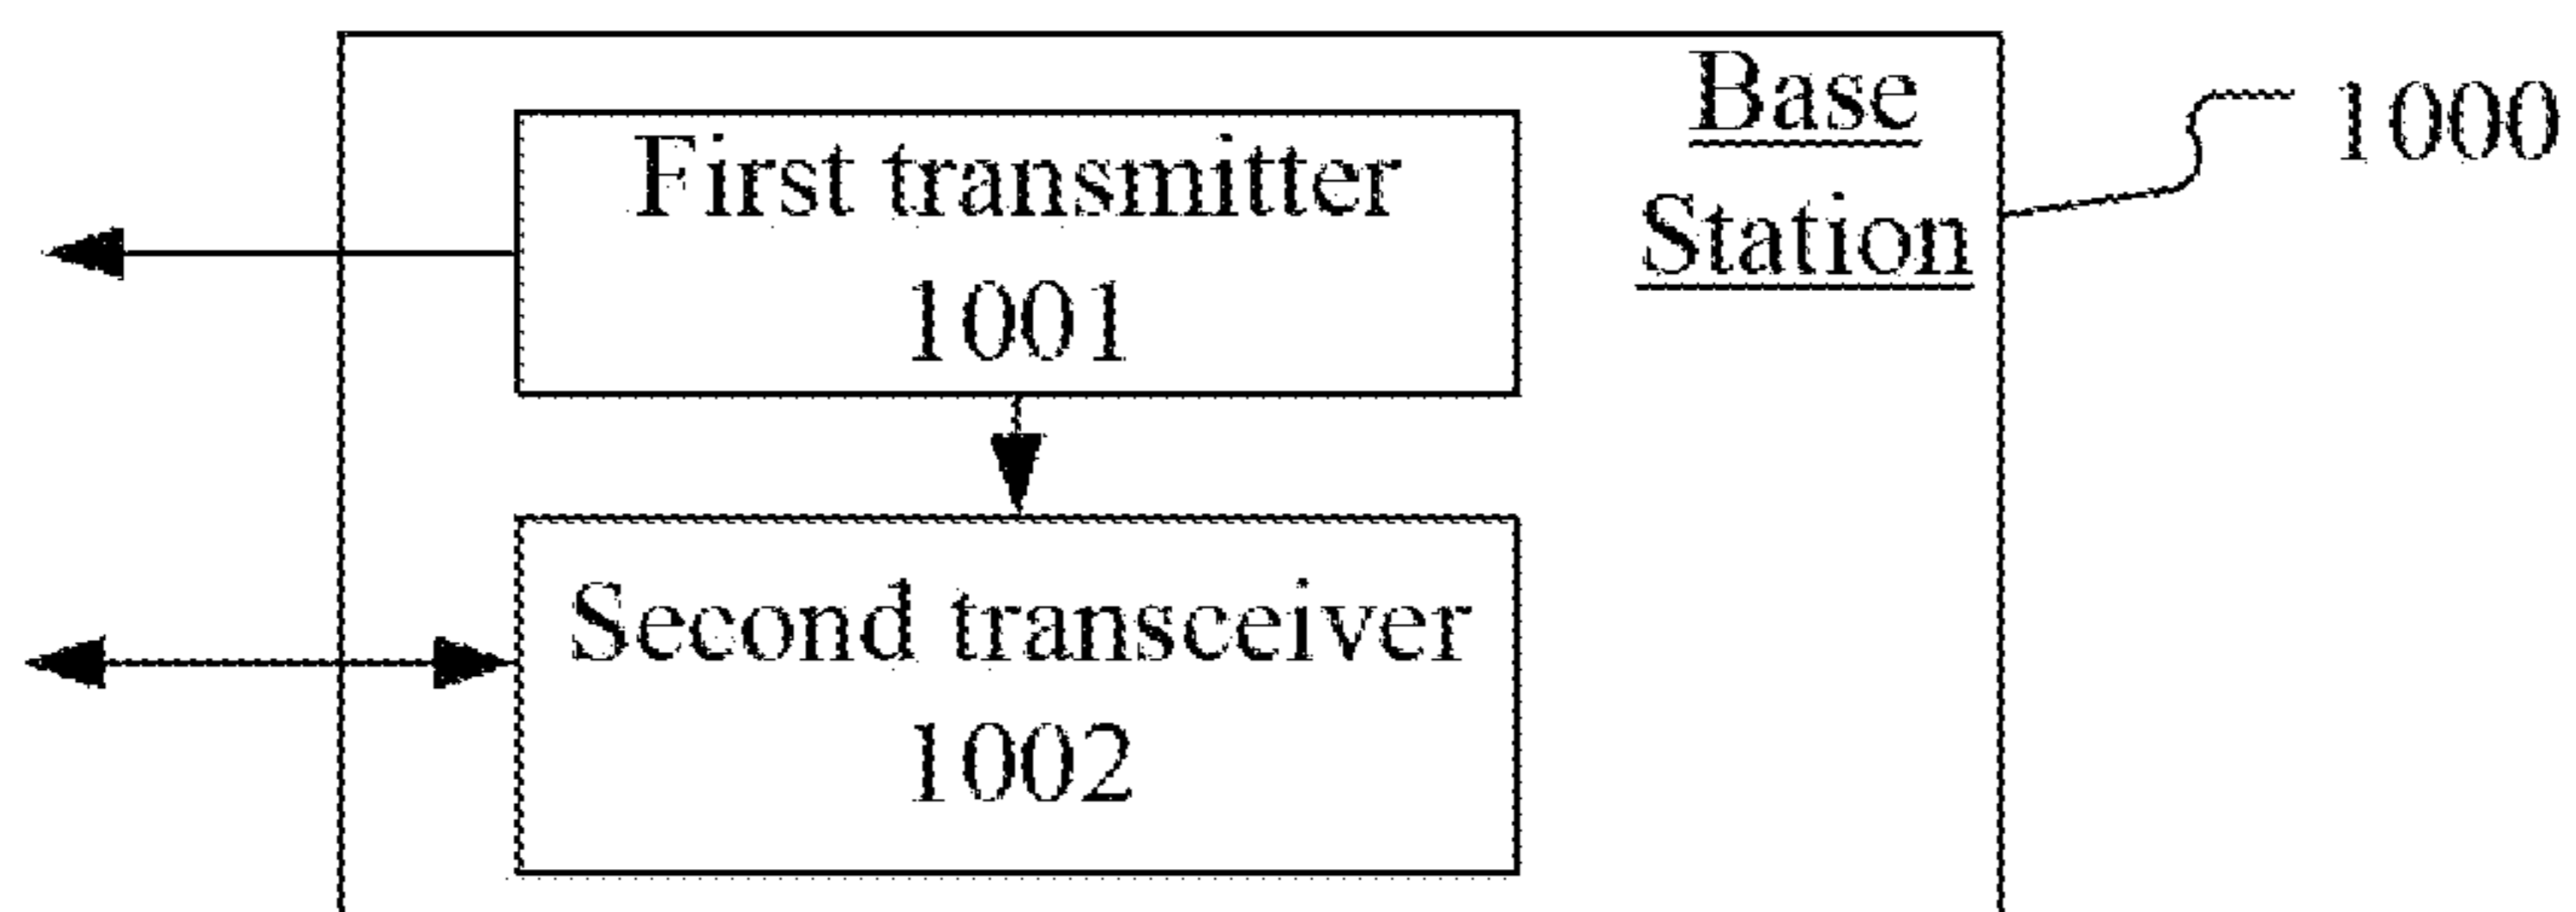 Base
Station
1000
First transmitter
1001
Second transceiver
1002